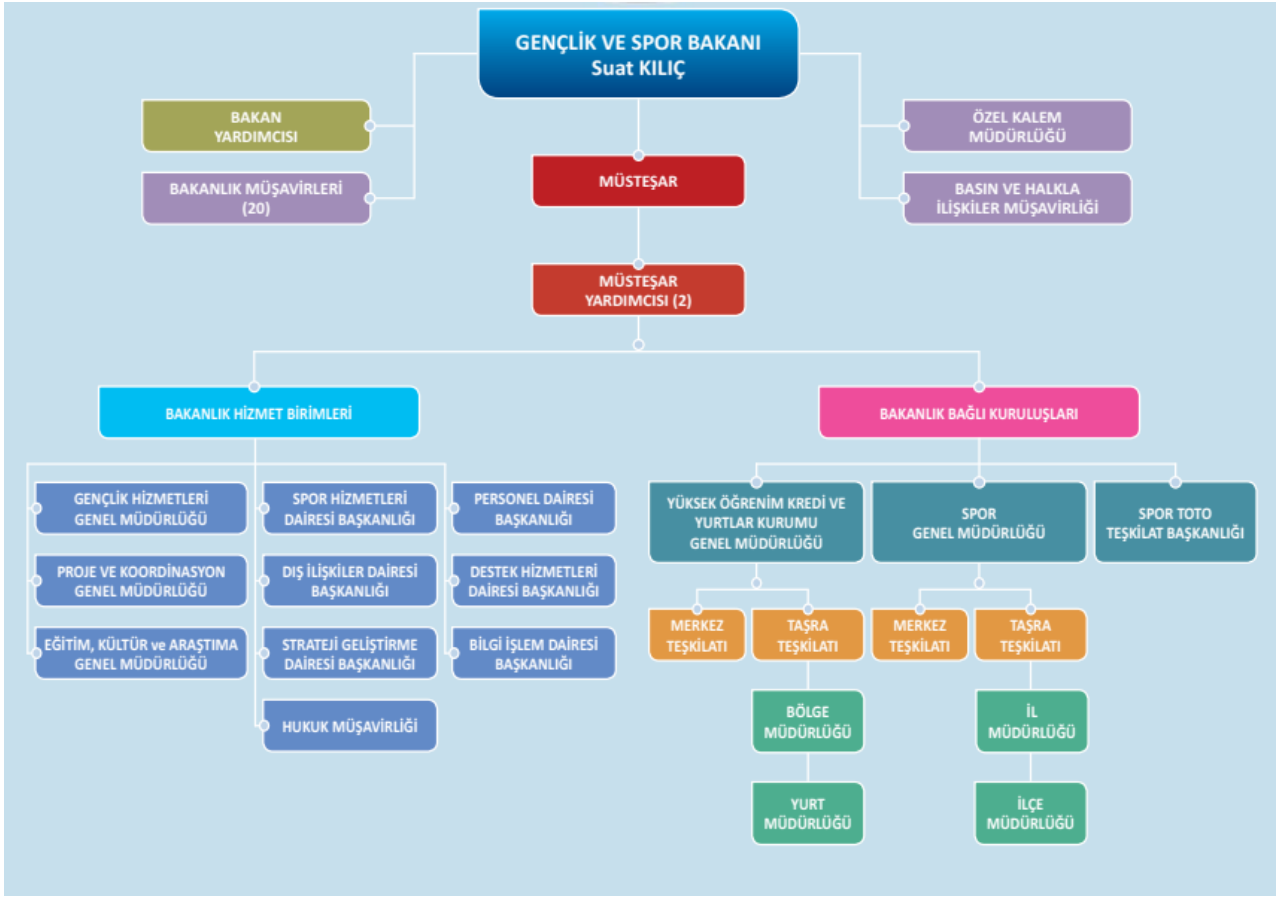 GENÇLİK VE SPOR BAKANI
Suat KILIÇ
BAKAN
YARDIMCISI
ÖZEL KALEM
MÜDÜRLÜĞÜ
MÜSTEŞAR
BAKANLIK MÜŞAVİRLERİ
(20)
BASIN VE HALKLA
İLİŞKİLER MÜŞAVİRLİĞİ
MÜSTEŞAR
YARDIMCISI (2)
BAKANLIK HİZMET BİRİMLERİ
BAKANLIK BAĞLI KURULUŞLARI
GENÇLİK HİZMETLERİ
GENEL MÜDÜRLÜĞÜ
SPOR HİZMETLERİ
DAİRESİ BAŞKANLIĞI
PERSONEL DAİRESİ
BAŞKANLIĞI
PROJE VE KOORDİNASYON
GENEL MÜDÜRLÜĞÜ
DIŞ İLİŞKİLER DAİRESİ
BAŞKANLIĞI
DESTEK HİZMETLERİ
DAİRESİ BAŞKANLIĞI
EĞİTİM, KÜLTÜR ve ARAŞTIMA
GENEL MÜDÜRLÜĞÜ
STRATEJİ GELİŞTİRME
DAİRESİ BAŞKANLIĞI
BİLGİ İŞLEM DAİRESİ
BAŞKANLIĞI
HUKUK MÜŞAVİRLİĞİ
YÜKSEK ÖĞRENİM KREDİ VE
YURTLAR KURUMU
GENEL MÜDÜRLÜĞÜ
SPOR
GENEL MÜDÜRLÜĞÜ
SPOR TOTO
TEŞKİLAT BAŞKANLIĞI
MERKEZ
TEŞKİLATI
TAŞRA
TEŞKİLATI
MERKEZ
TEŞKİLATI
TAŞRA
TEŞKİLATI
BÖLGE
MÜDÜRLÜĞÜ
İL
MÜDÜRLÜĞÜ
YURT
MÜDÜRLÜĞÜ
İLÇE
MÜDÜRLÜĞÜ